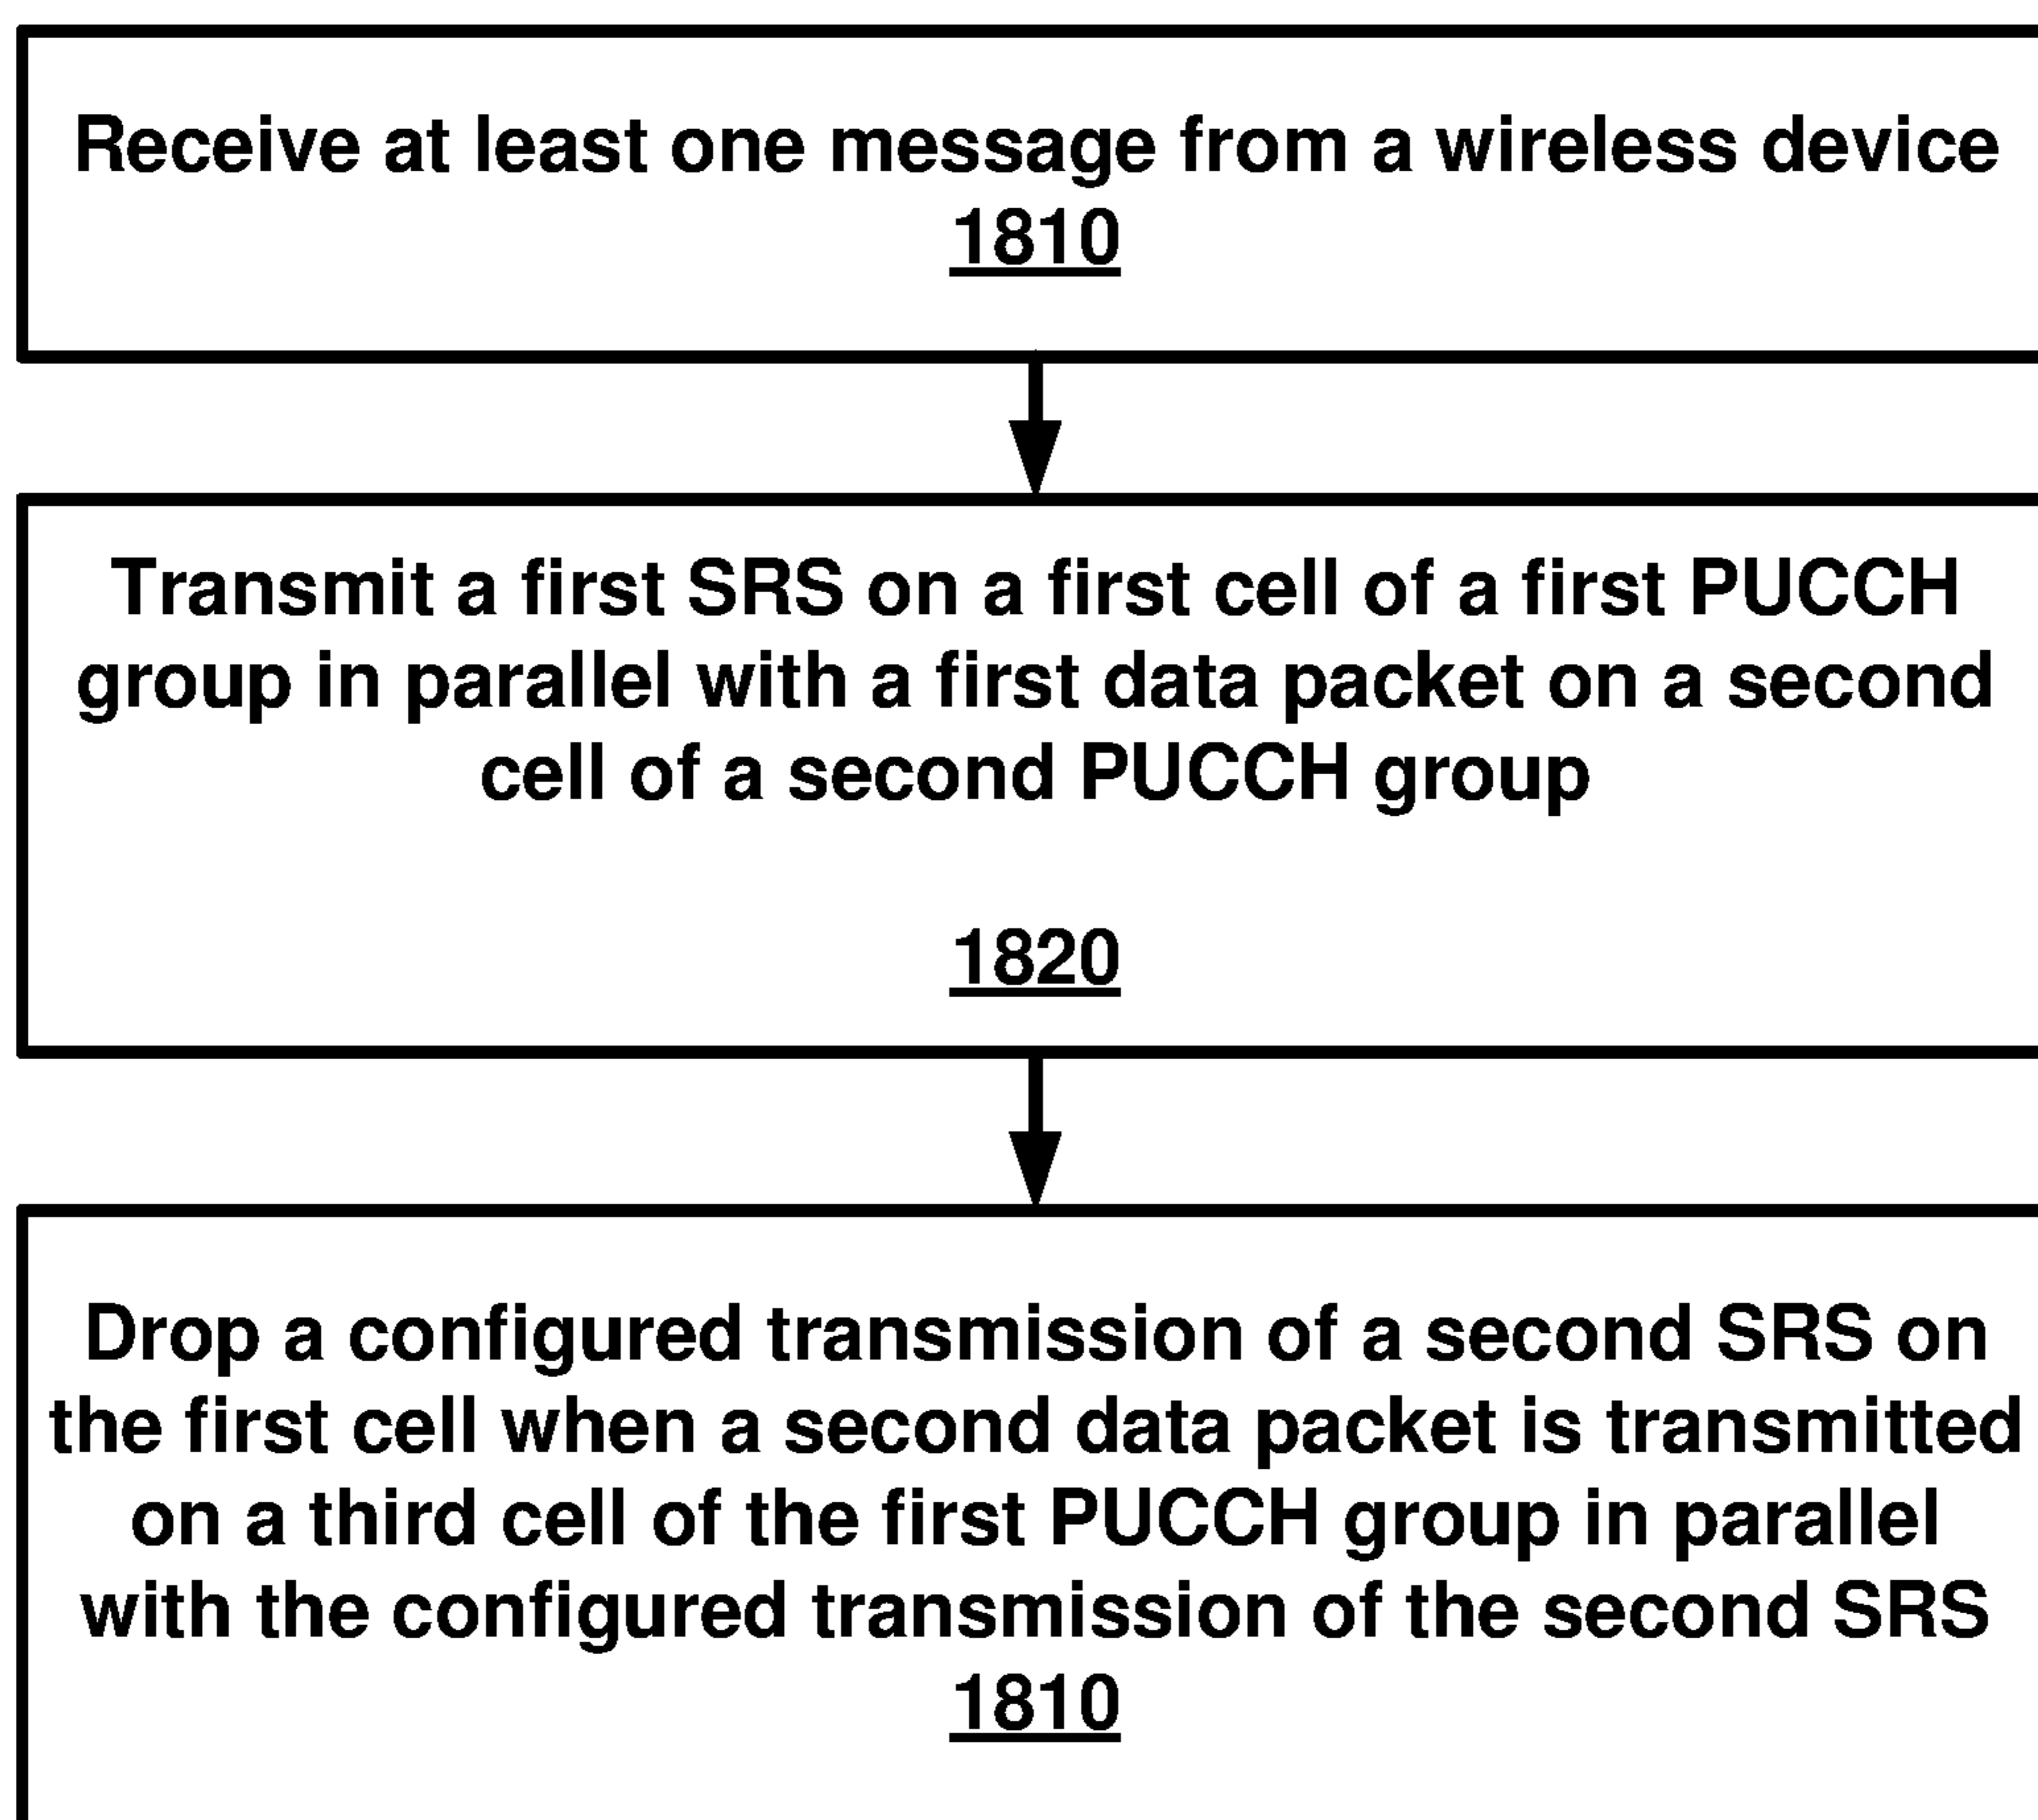 Receive at least one message from a wireless device
1810
Transmit a first SRS on a first cell of a first PUCCH
group in parallel with a first data packet on a second
cell of a second PUCCH group
1820
Drop a configured transmission of a second SRS on
the first cell when a second data packet is transmitted
on a third cell of the first PUCCH group in parallel
with the configured transmission of the second SRS
1810